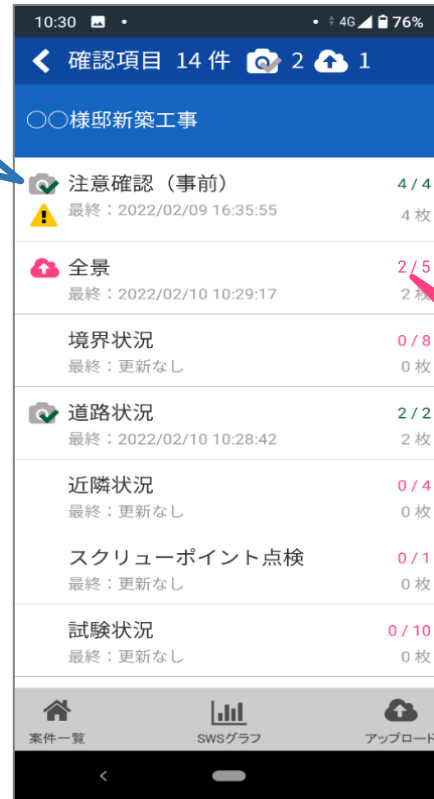 10:30 4G 76%
確認項目 14 件 2 1
○○様邸新築工事
注意確認（事前） 4 / 4
最終：2022/02/09 16:35:55 4 枚
全景 2 / 5
最終：2022/02/10 10:29:17 2 枚
境界状況 0 / 8
最終：更新なし 0 枚
道路状況 2 / 2
最終：2022/02/10 10:28:42 2 枚
近隣状況 0 / 4
最終：更新なし 0 枚
スクリューポイント点検 0 / 1
最終：更新なし 0 枚
試験状況 0 / 10
最終：更新なし 0 枚
案件一覧 SWSグラフ アップロード